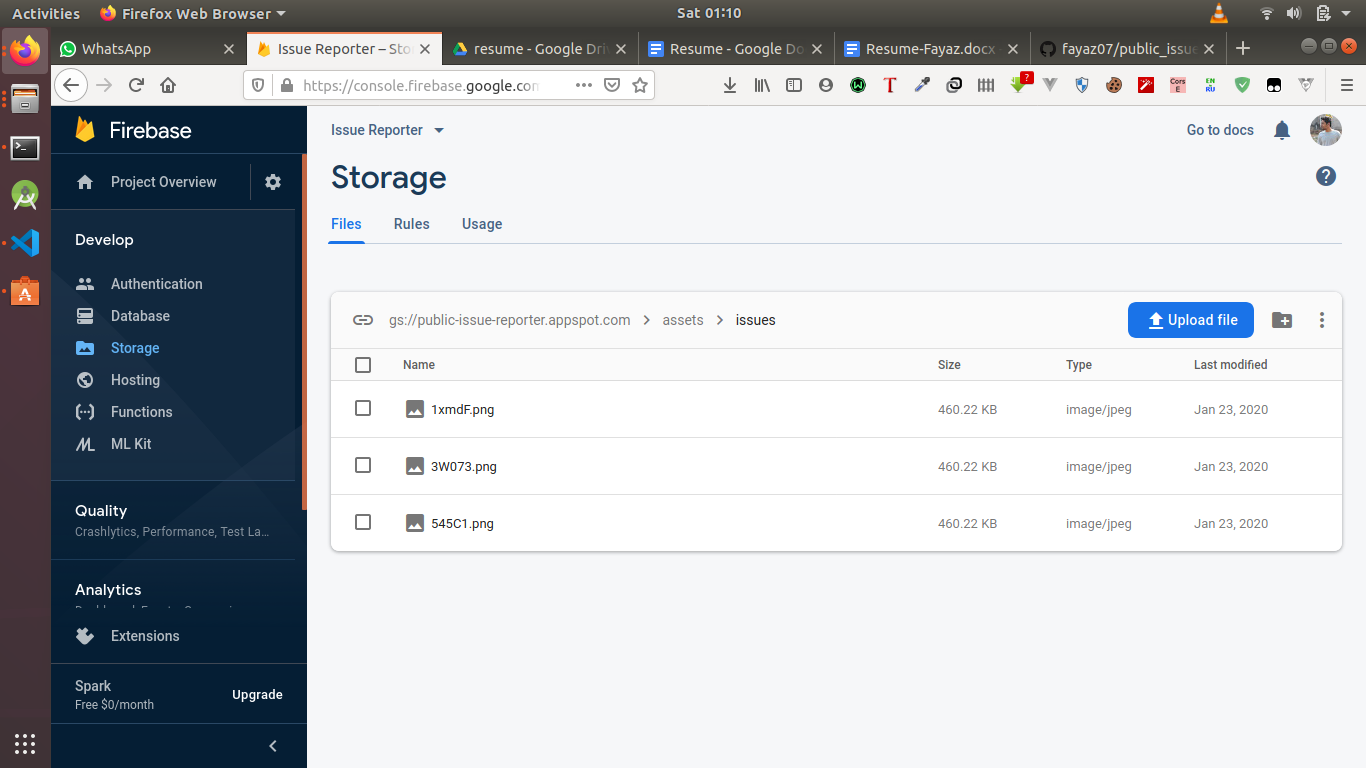 Activities Firefox Web Browser Sat 01:10
WhatsApp Issue Reporter – Sto resume - Google Driv Resume - Google Do Resume-Fayaz.docx fayaz07/public_issue
https://console.firebase.google.con
?
Cors E
EN RU
Firebase
Project Overview
Develop
Authentication
Database
Storage
Hosting
Functions
ML Kit
Quality
Crashlytics, Performance, Test La...
Analytics
Extensions
Spark
Free $0/month
Upgrade
Issue Reporter
Go to docs
Storage
Files Rules Usage
gs://public-issue-reporter.appspot.com > assets > issues
Upload file
Name Size Type Last modified
1xmdF.png 460.22 KB image/jpeg Jan 23, 2020
3W073.png 460.22 KB image/jpeg Jan 23, 2020
545C1.png 460.22 KB image/jpeg Jan 23, 2020